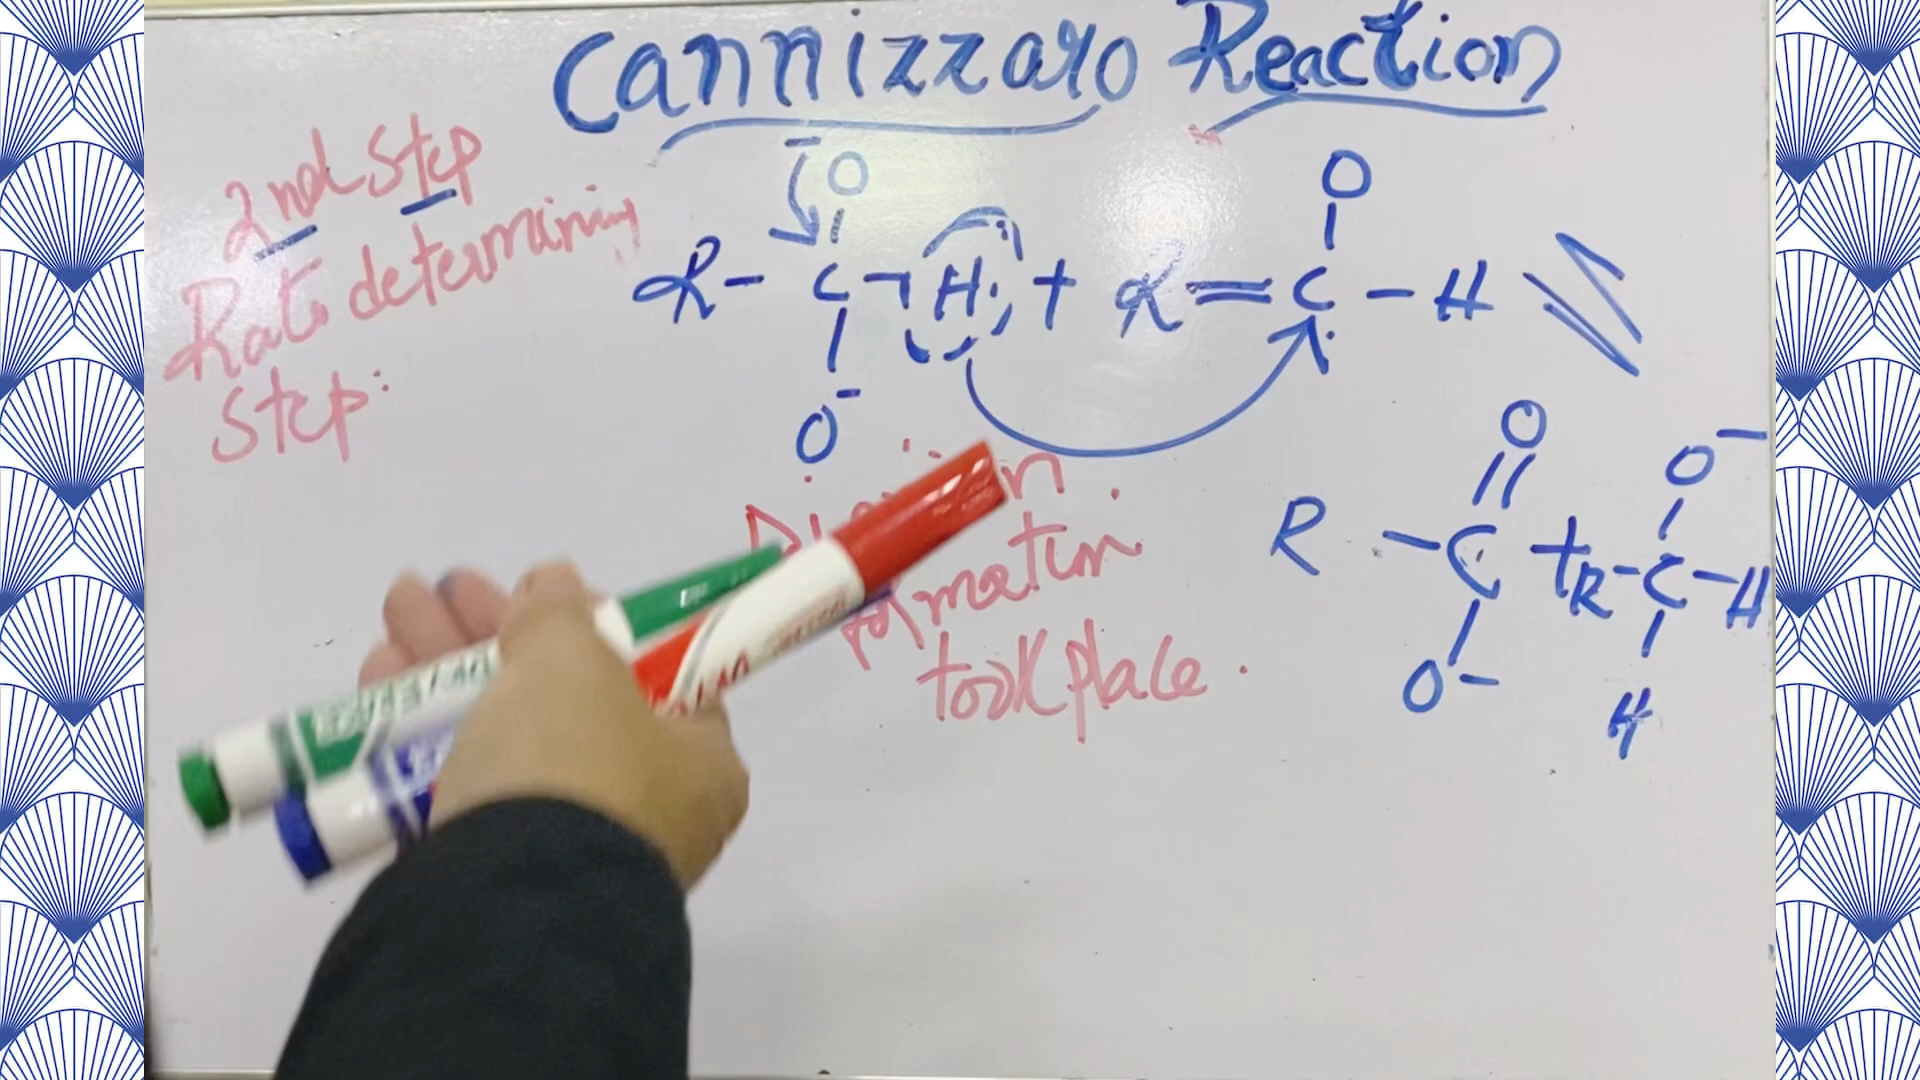 Cannizzaro Reaction
2nd Step
Rate determining
Step:
O
O
R- C - H + R = C - H
O-
O
O-
R - C + R-C-H
O-
H
formation
took place.